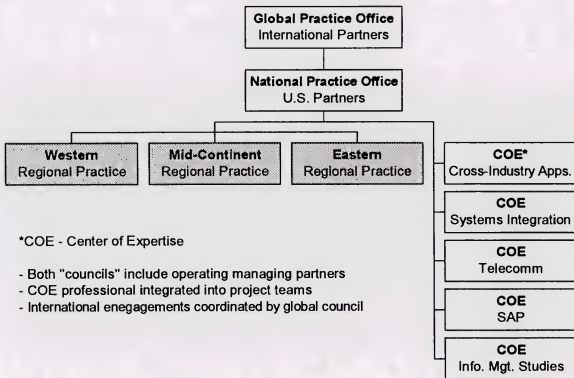 Global Practice Office
International Partners
National Practice Office
U.S. Partners
Western
Regional Practice
Mid-Continent
Regional Practice
Eastern
Regional Practice
COE*
Cross-Industry Apps.
COE
Systems Integration
COE
Telecomm
COE
SAP
COE
Info. Mgt. Studies
*COE - Center of Expertise
- Both "councils" include operating managing partners
- COE professional integrated into project teams
- International enegagements coordinated by global council